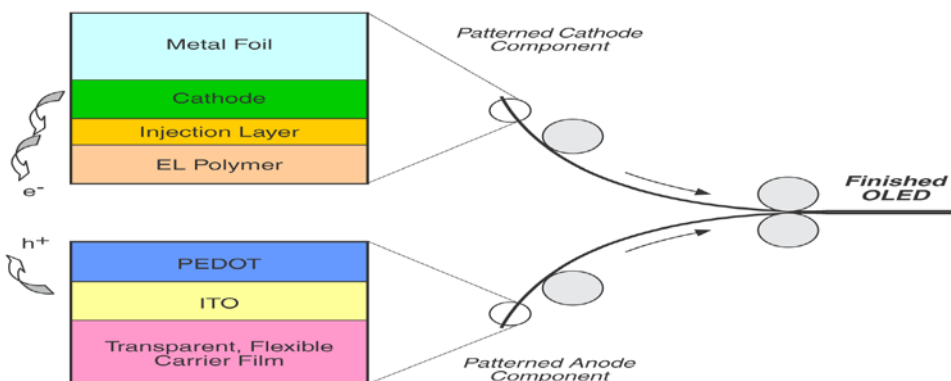 Metal Foil
Cathode
Injection Layer
EL Polymer
e-
Patterned Cathode
Component
Finished
OLED
h+
PEDOT
ITO
Transparent, Flexible
Carrier Film
Patterned Anode
Component